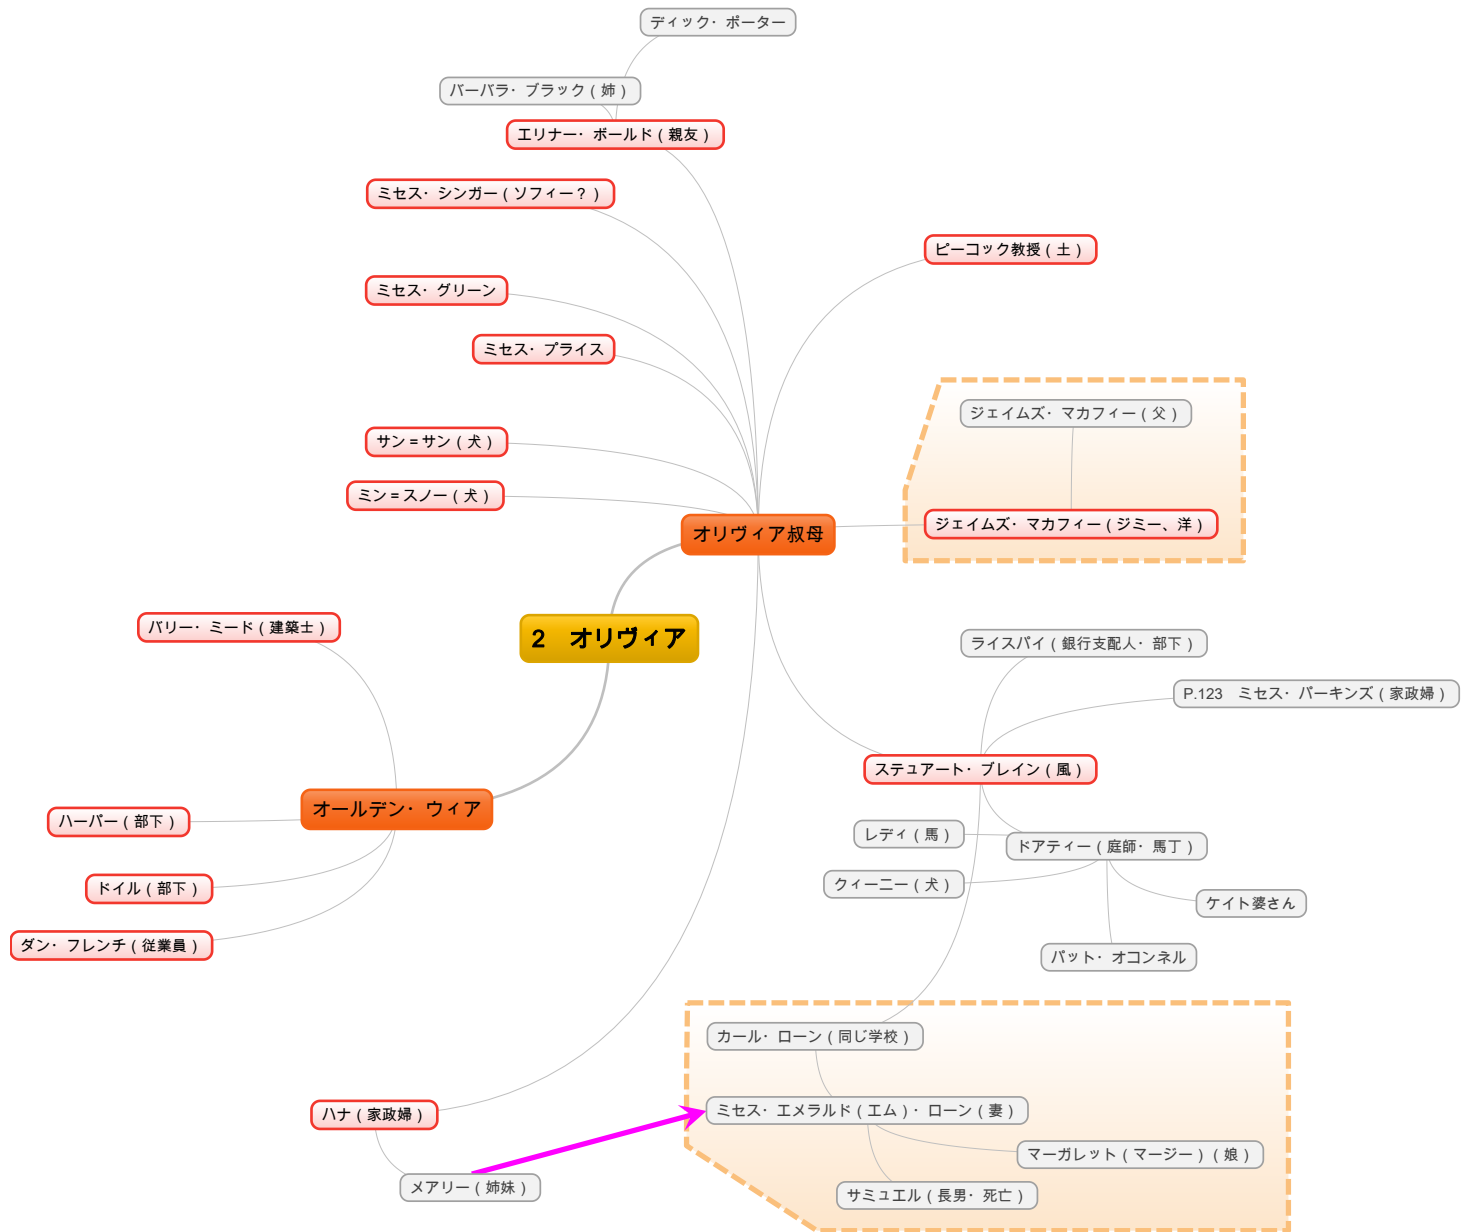 ディック・ポーター
バーバラ・ブラック（姉）
エリナー・ボールド（親友）
ミセス・シンガー（ソフィー？）
ピーコック教授（土）
ミセス・グリーン
ミセス・プライス
ジェイムズ・マカフィー（父）
サン＝サン（犬）
ミン＝スノー（犬）
ジェイムズ・マカフィー（ジミー、洋）
オリヴィア叔母
バリー・ミード（建築士）
2　オリヴィア
ライスパイ（銀行支配人・部下）
P.123　ミセス・パーキンズ（家政婦）
ステュアート・ブレイン（風）
オールデン・ウィア
ハーパー（部下）
レディ（馬）
ドアティー（庭師・馬丁）
ドイル（部下）
クィーニー（犬）
ケイト婆さん
ダン・フレンチ（従業員）
パット・オコンネル
カール・ローン（同じ学校）
ハナ（家政婦）
ミセス・エメラルド（エム）・ローン（妻）
マーガレット（マージー）（娘）
メアリー（姉妹）
サミュエル（長男・死亡）